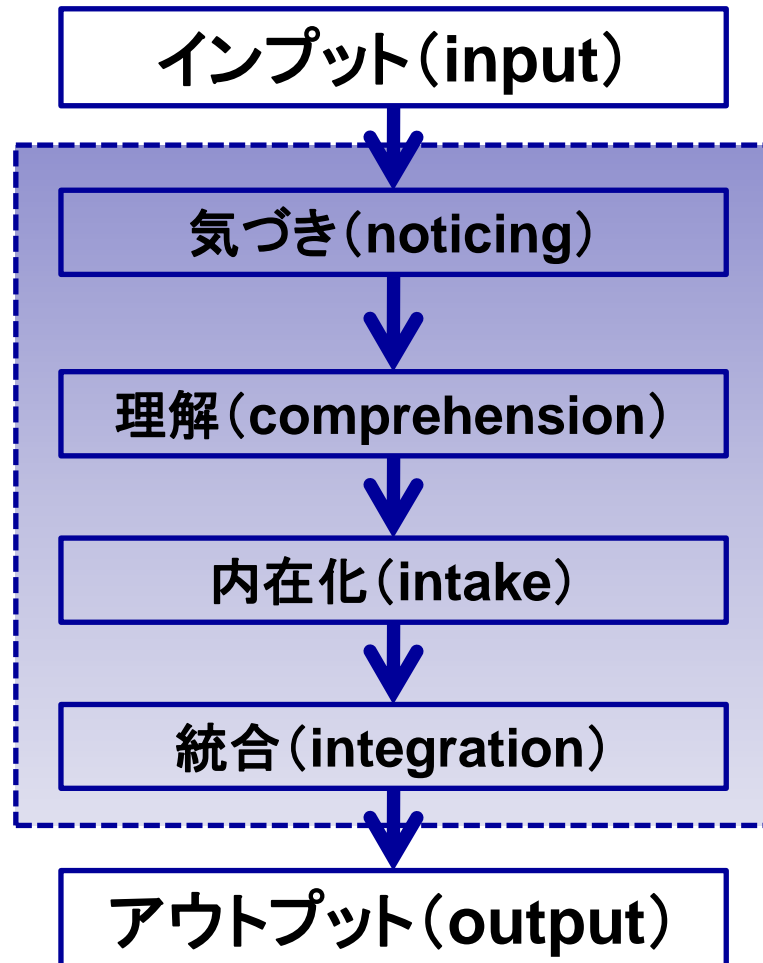 インプット（input）
気づき（noticing）
理解（comprehension）
内在化（intake）
統合（integration）
アウトプット（output）